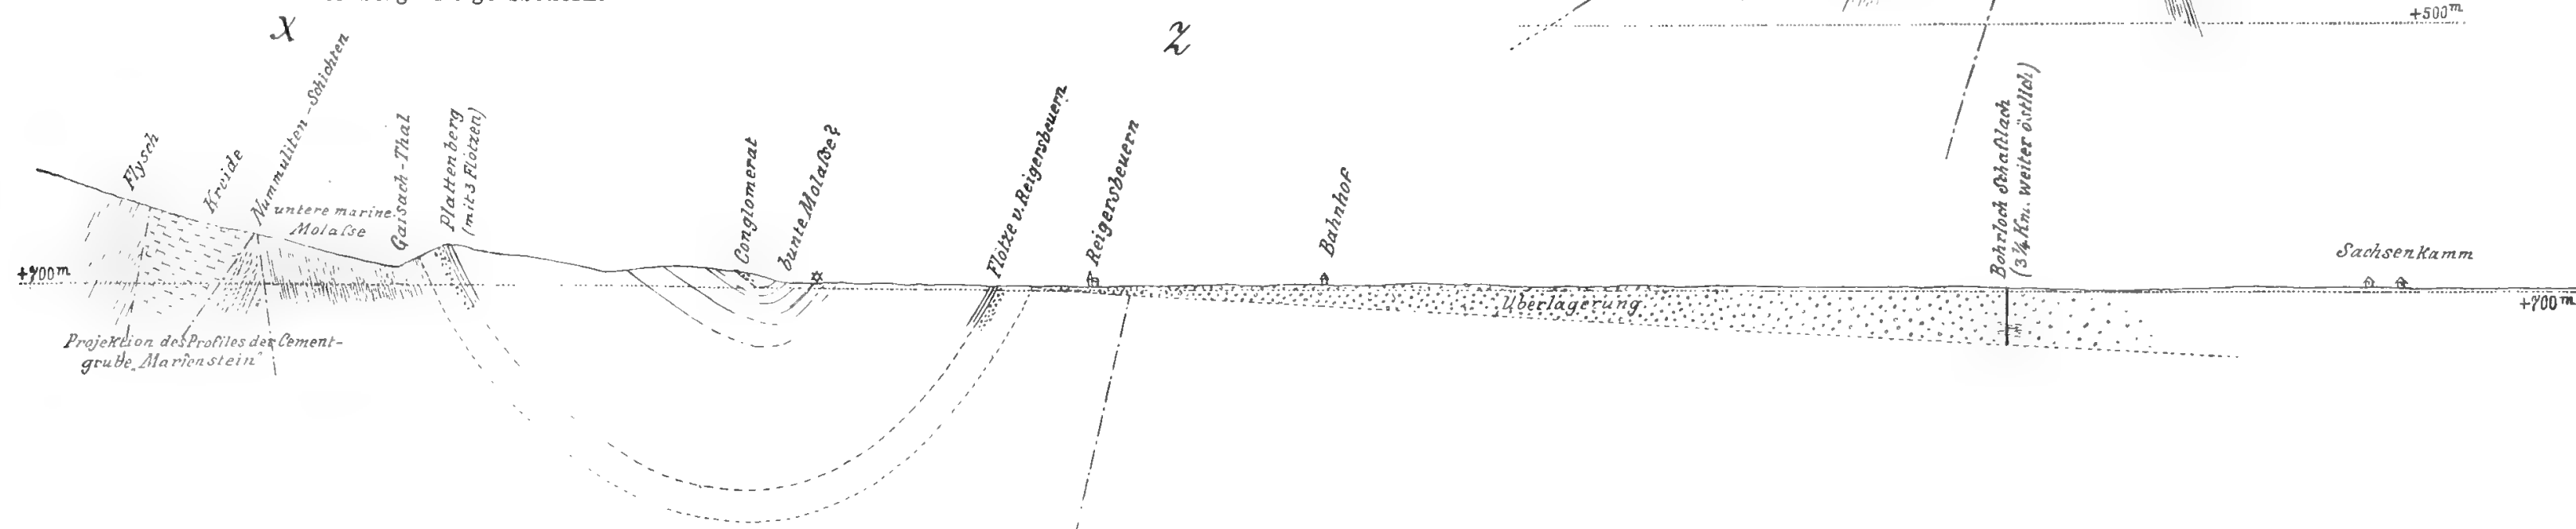 +500ᵐ
x
z
Flysch
Kreide
Nummuliten-Schichten
untere marine
Molaſse
Gaisach-Thal
Plattenberg
(mit 3 Flötzen)
Conglomerat
bunte Molaſse?
Flötze v. Reigersbeuern
Reigersbeuern
Bahnhof
Bohrloch Schaftlach
(3¼ Km. weiter östlich)
Sachsenkamm
+700ᵐ
Überlagerung
+700ᵐ
Projektion des Profiles der Cement-
grube „Marienstein“